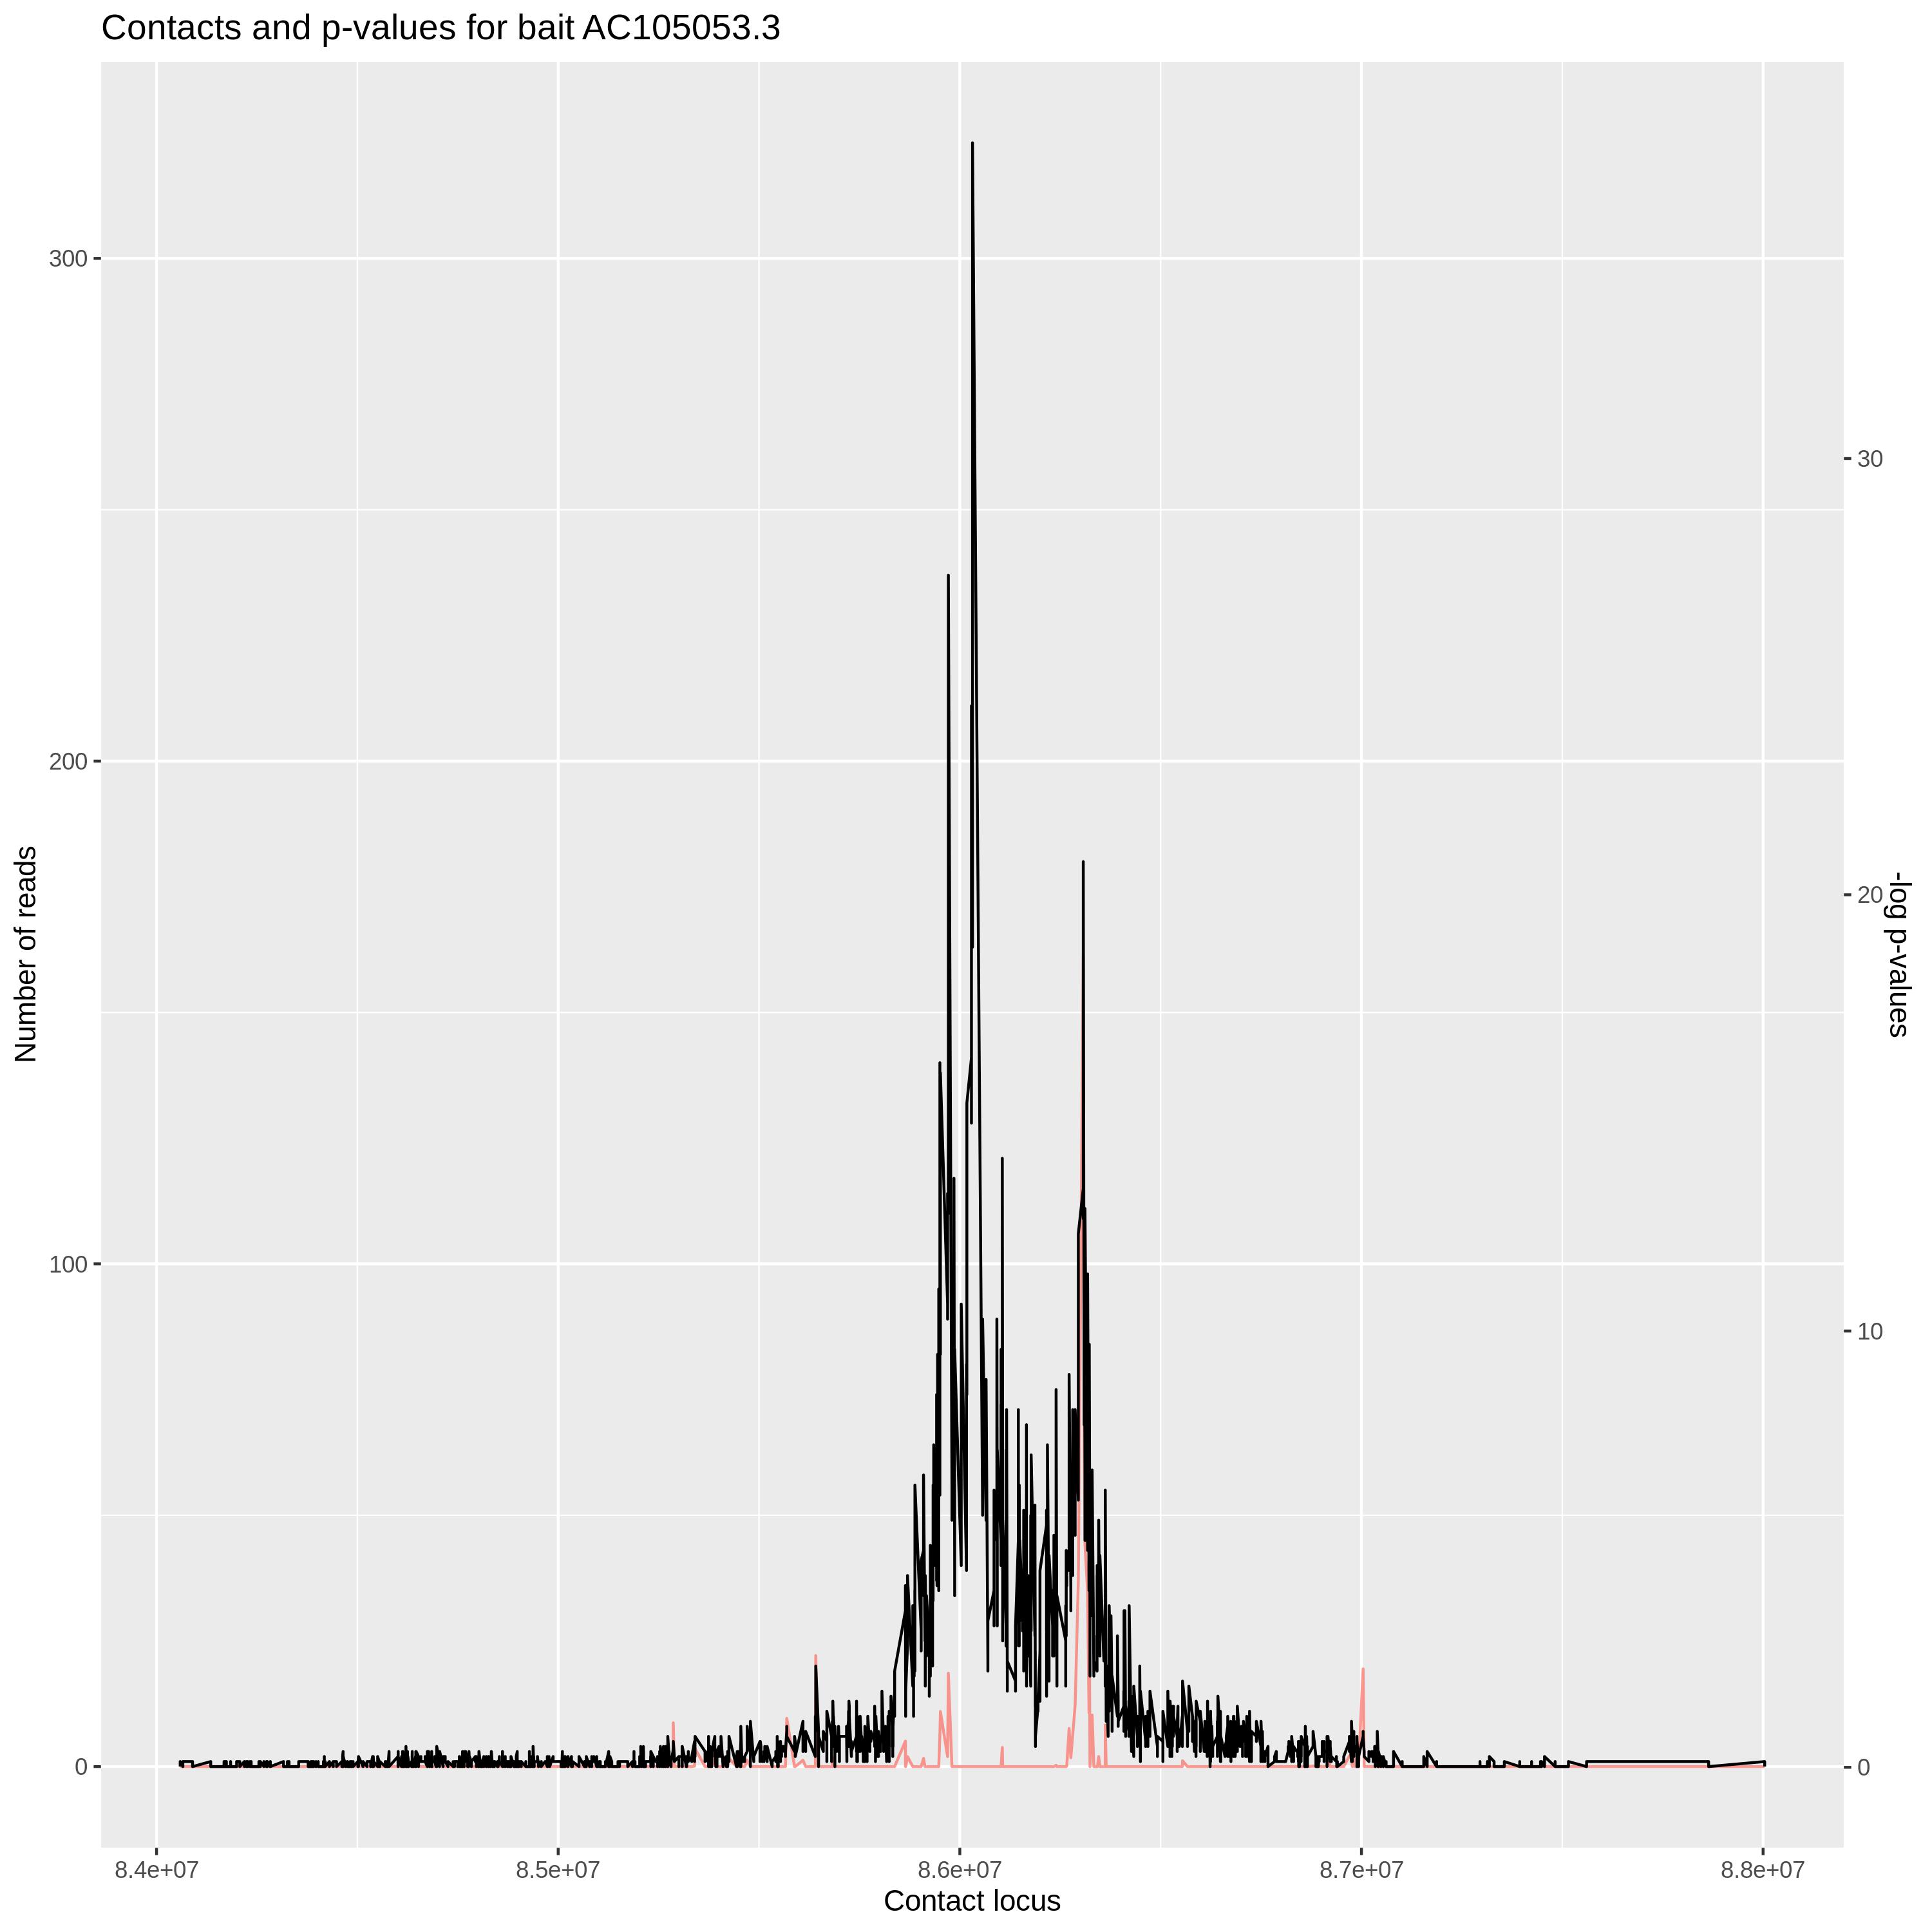 Contacts and p-values for bait AC105053.3
300
200
100
0
Number of reads
30
20
10
0
-log p-values
8.4e+07 8.5e+07 8.6e+07 8.7e+07 8.8e+07
Contact locus